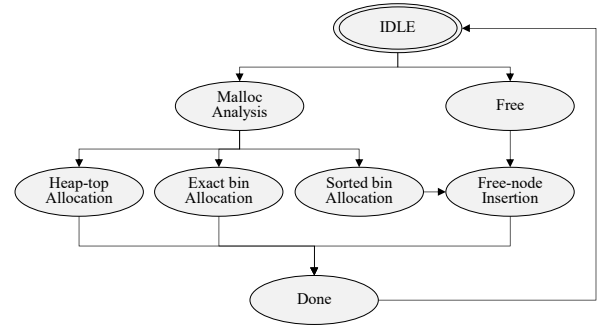 IDLE
Malloc
Analysis
Free
Heap-top
Allocation
Exact bin
Allocation
Sorted bin
Allocation
Free-node
Insertion
Done